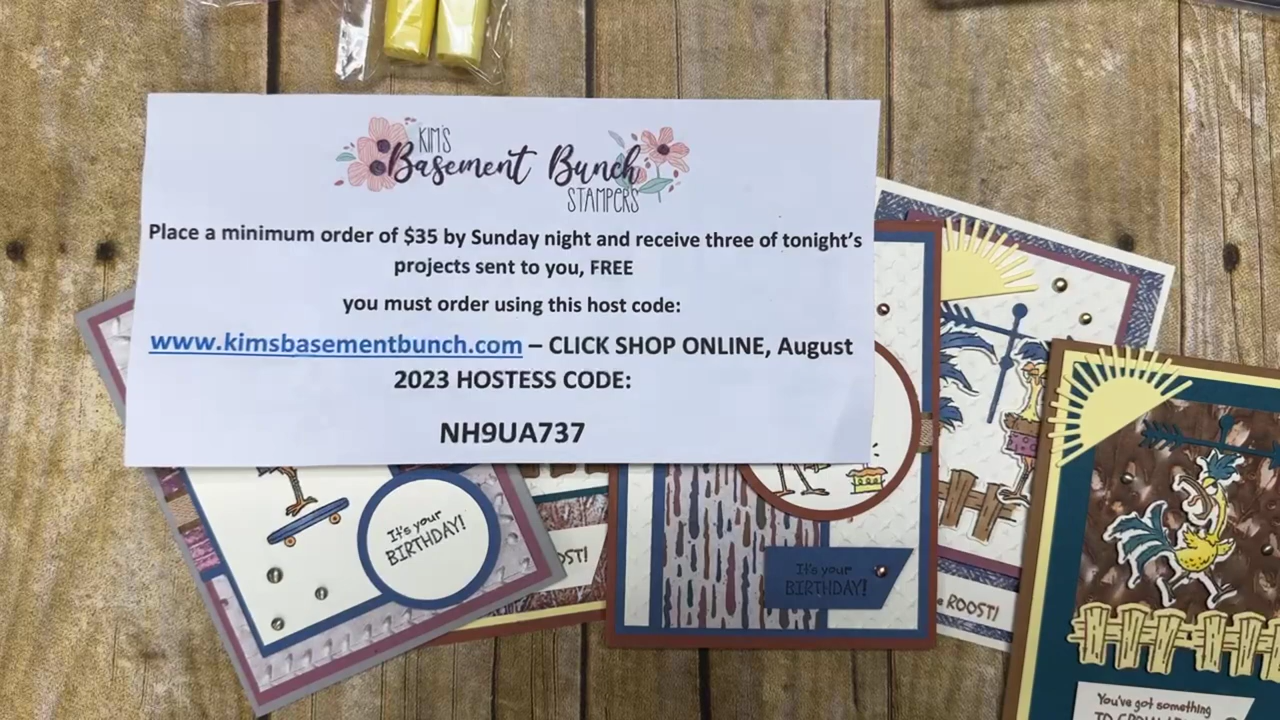 KIM'S
Basement Bunch
STAMPERS
Place a minimum order of $35 by Sunday night and receive three of tonight's
projects sent to you, FREE
you must order using this host code:
www.kimsbasementbunch.com – CLICK SHOP ONLINE, August
2023 HOSTESS CODE:
NH9UA737
It's your
BIRTHDAY!
It's your
BIRTHDAY!
ROOST!
You've got something